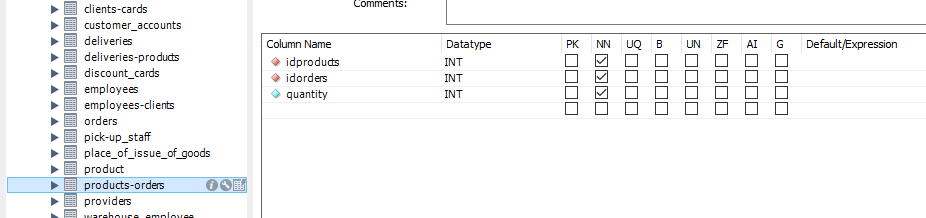 Comments:
clients-cards
customer_accounts
deliveries
deliveries-products
discount_cards
employees
employees-clients
orders
pick-up_staff
place_of_issue_of_goods
product
products-orders
providers
warehouse_employee
Column Name Datatype PK NN UQ B UN ZF AI G Default/Expression
idproducts INT
idorders INT
quantity INT